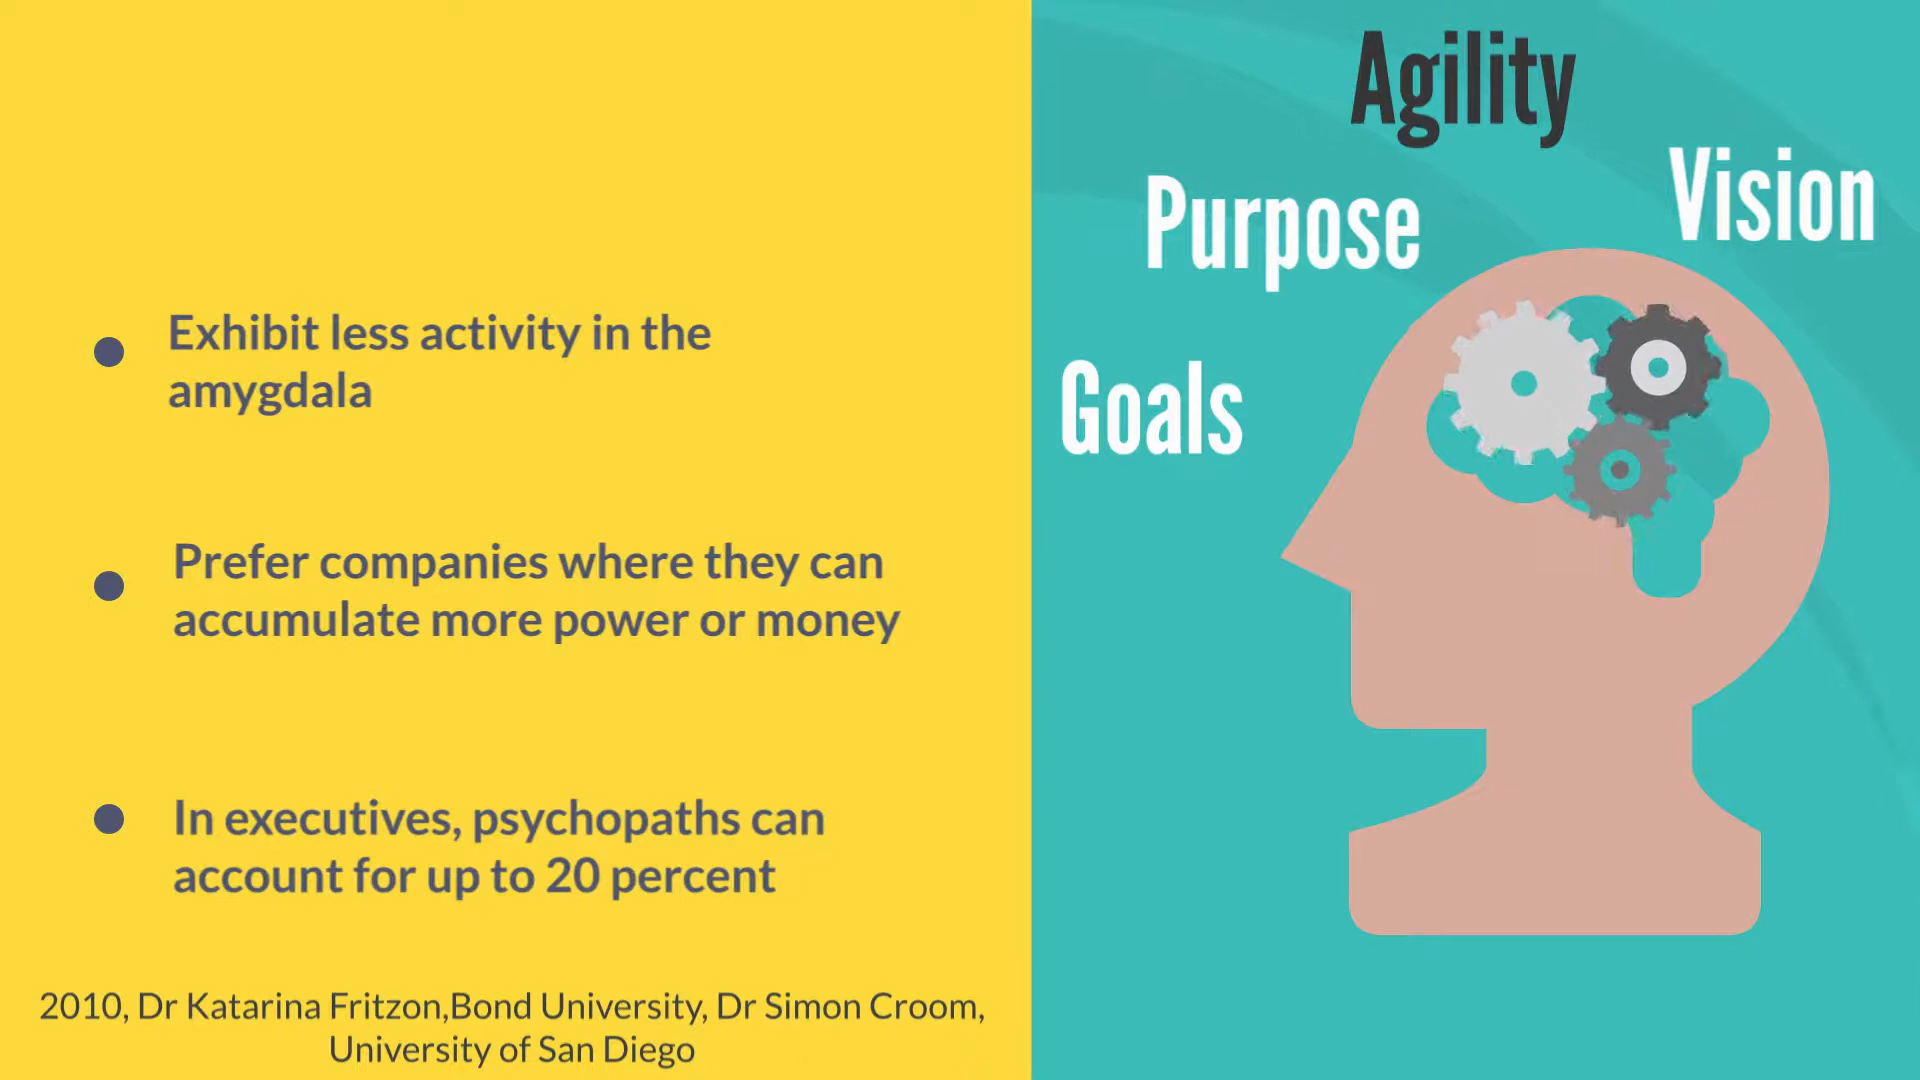 Exhibit less activity in the
amygdala
Prefer companies where they can
accumulate more power or money
In executives, psychopaths can
account for up to 20 percent
2010, Dr Katarina Fritzon,Bond University, Dr Simon Croom,
University of San Diego
Agility
Vision
Purpose
Goals